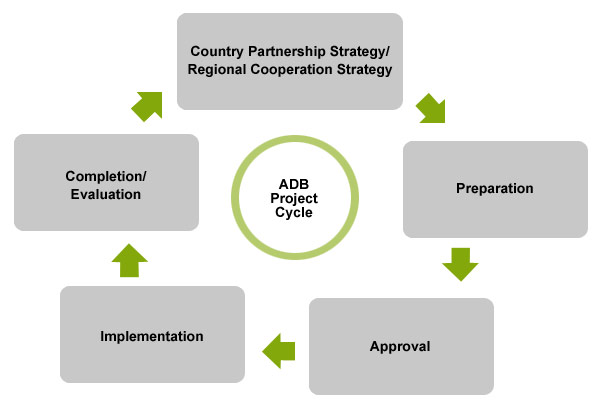 Country Partnership Strategy/
Regional Cooperation Strategy
Preparation
Approval
Implementation
Completion/
Evaluation
ADB
Project
Cycle